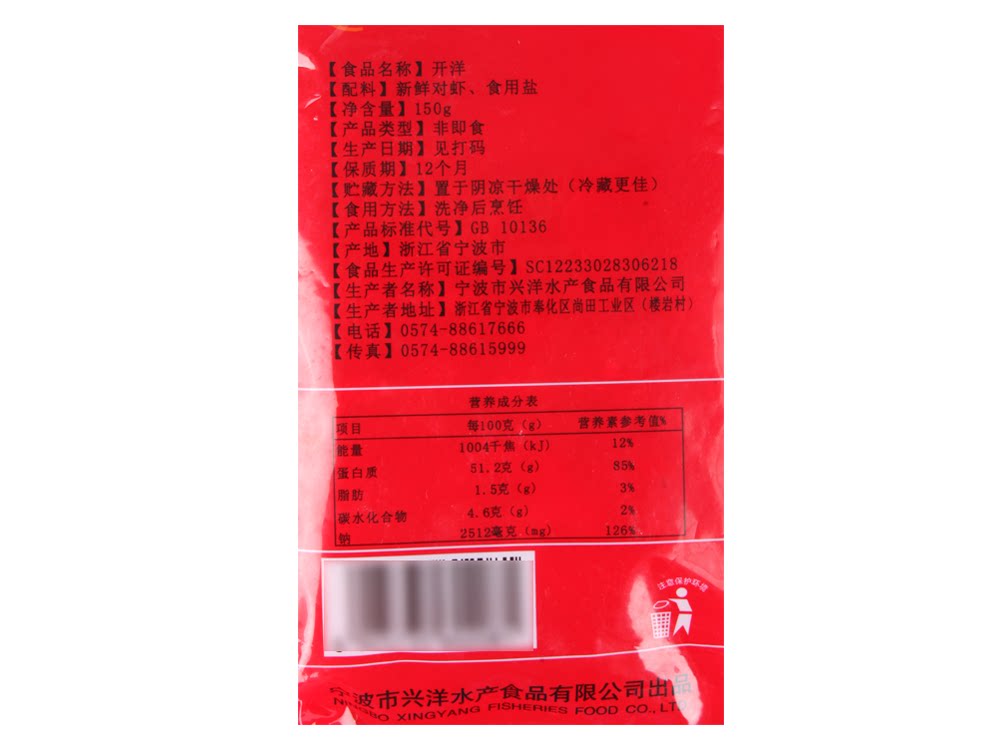 【食品名称】开洋
【配料】新鲜对虾、食用盐
【净含量】150g
【产品类型】非即食
【生产日期】见打码
【保质期】12个月
【贮藏方法】置于阴凉干燥处（冷藏更佳）
【食用方法】洗净后烹饪
【产品标准代号】GB 10136
【产地】浙江省宁波市
【食品生产许可证编号】SC12233028306218
【生产者名称】宁波市兴洋水产食品有限公司
【生产者地址】浙江省宁波市奉化区尚田工业区（楼岩村）
【电话】0574-88617666
【传真】0574-88615999
营养成分表
项目 每100克（g） 营养素参考值%
能量 1004千焦（kJ） 12%
蛋白质 51.2克（g） 85%
脂肪 1.5克（g） 3%
碳水化合物 4.6克（g） 2%
钠 2512毫克（mg） 126%
注意保护环境
宁波市兴洋水产食品有限公司出品
NINGBO XINGYANG FISHERIES FOOD CO., LT